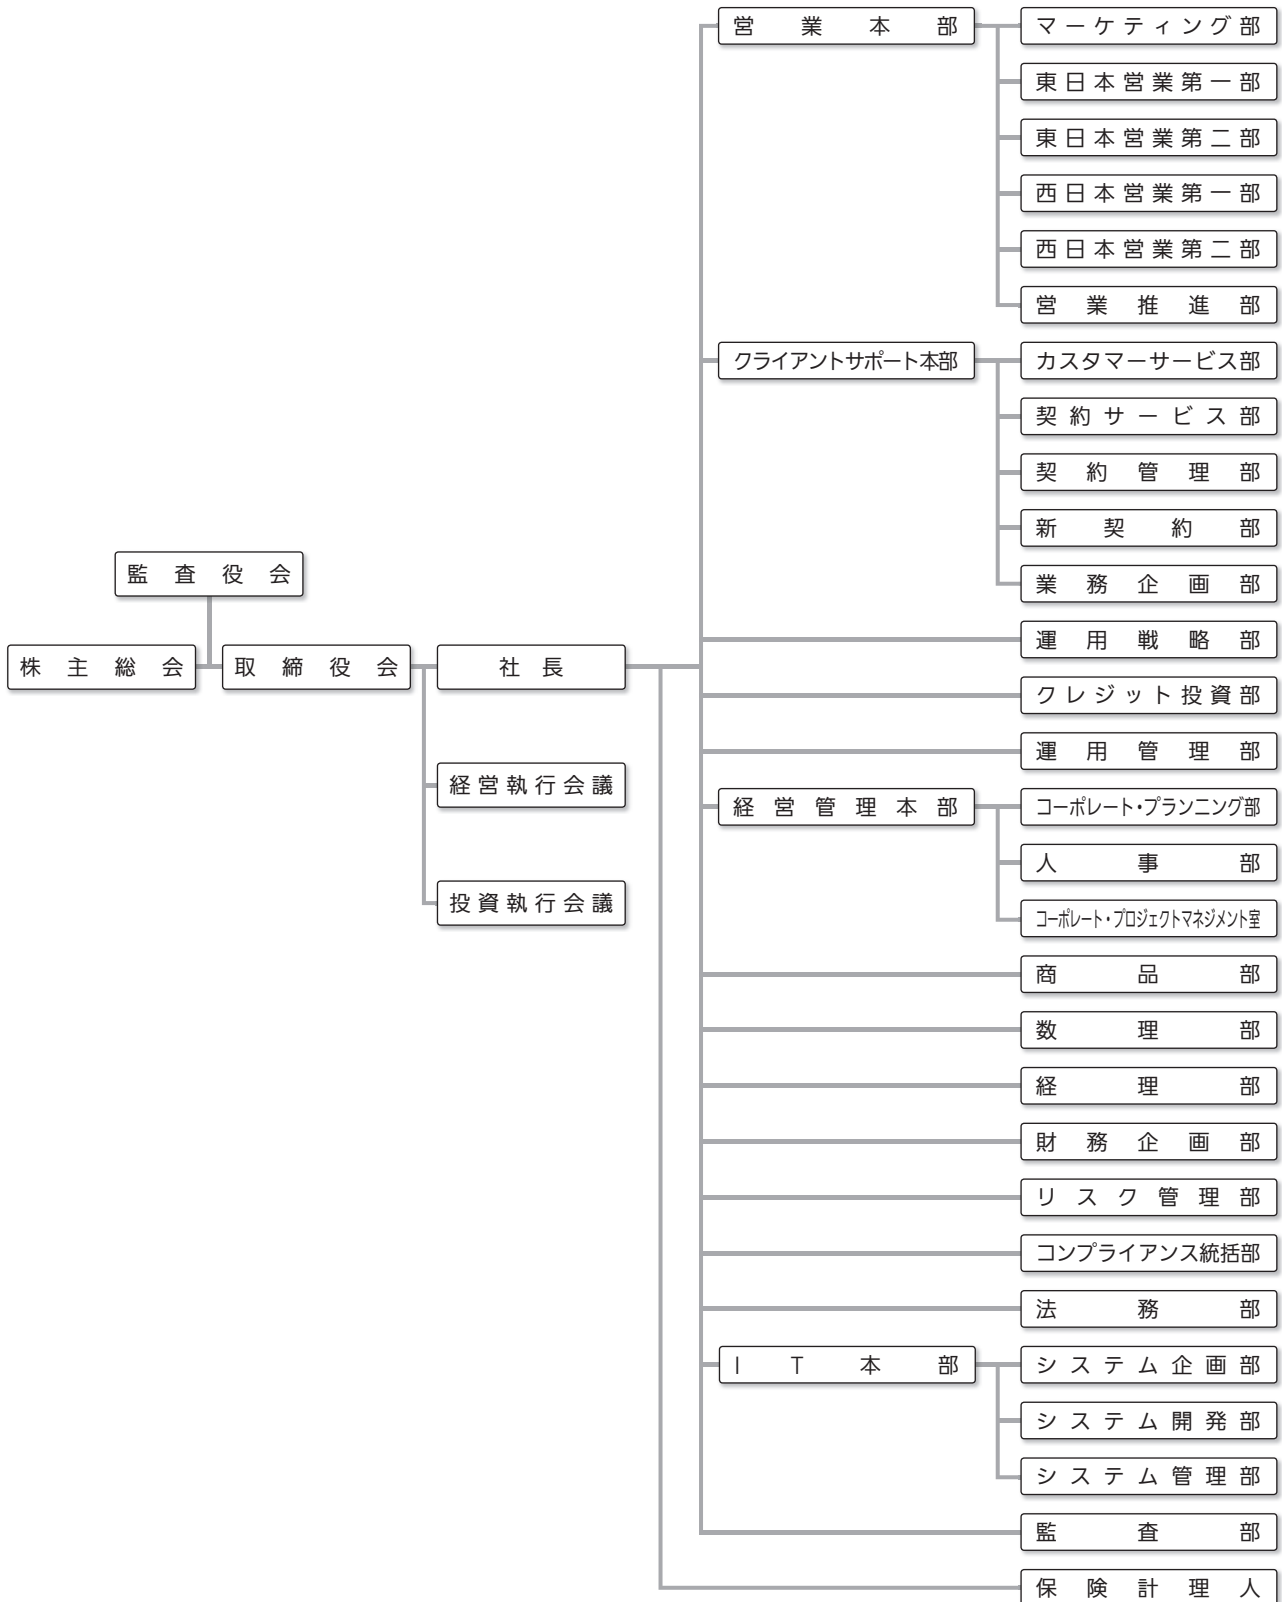 営業本部
マーケティング部
東日本営業第一部
東日本営業第二部
西日本営業第一部
西日本営業第二部
営業推進部
クライアントサポート本部
カスタマーサービス部
契約サービス部
契約管理部
新契約部
業務企画部
監査役会
株主総会
取締役会
社長
経営執行会議
投資執行会議
運用戦略部
クレジット投資部
運用管理部
経営管理本部
コーポレート・プランニング部
人事部
コーポレート・プロジェクトマネジメント室
商品部
数理部
経理部
財務企画部
リスク管理部
コンプライアンス統括部
法務部
IT本部
システム企画部
システム開発部
システム管理部
監査部
保険計理人